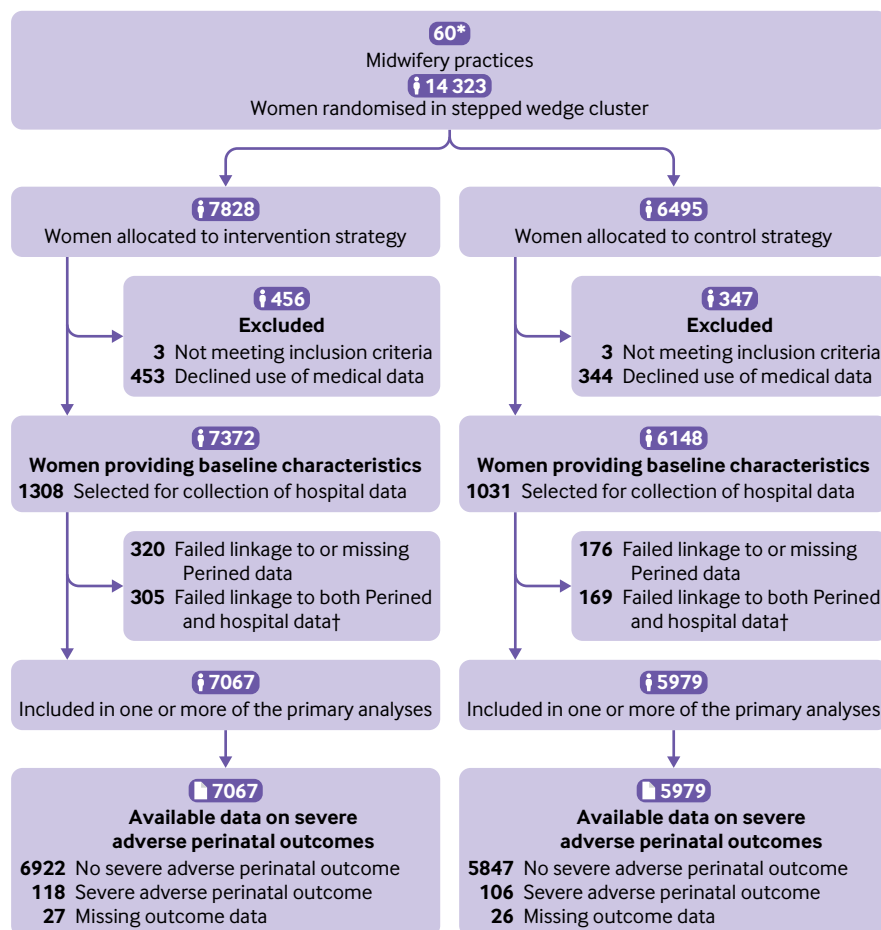 60*
Midwifery practices
14 323
Women randomised in stepped wedge cluster
7828
Women allocated to intervention strategy
6495
Women allocated to control strategy
456
Excluded
3 Not meeting inclusion criteria
453 Declined use of medical data
347
Excluded
3 Not meeting inclusion criteria
344 Declined use of medical data
7372
Women providing baseline characteristics
1308 Selected for collection of hospital data
6148
Women providing baseline characteristics
1031 Selected for collection of hospital data
320 Failed linkage to or missing
Perined data
305 Failed linkage to both Perined
and hospital data†
176 Failed linkage to or missing
Perined data
169 Failed linkage to both Perined
and hospital data†
7067
Included in one or more of the primary analyses
5979
Included in one or more of the primary analyses
7067
Available data on severe
adverse perinatal outcomes
6922 No severe adverse perinatal outcome
118 Severe adverse perinatal outcome
27 Missing outcome data
5979
Available data on severe
adverse perinatal outcomes
5847 No severe adverse perinatal outcome
106 Severe adverse perinatal outcome
26 Missing outcome data